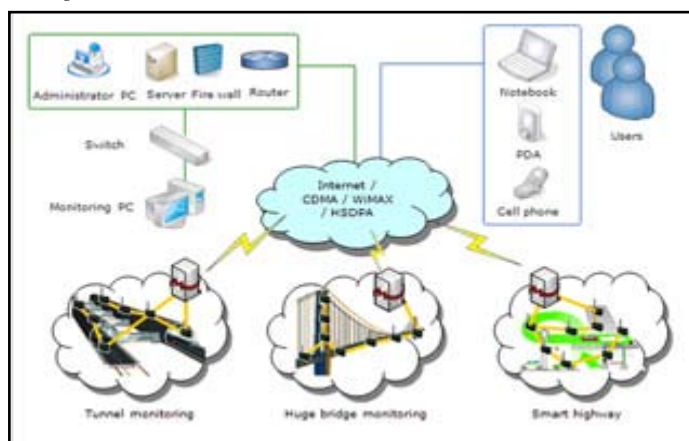 Administrator PC Server Fire wall Router
Switch
Monitoring PC
Notebook
PDA
Cell phone
Users
Internet /
CDMA / WiMAX
/ HSDPA
Tunnel monitoring
Huge bridge monitoring
Smart highway